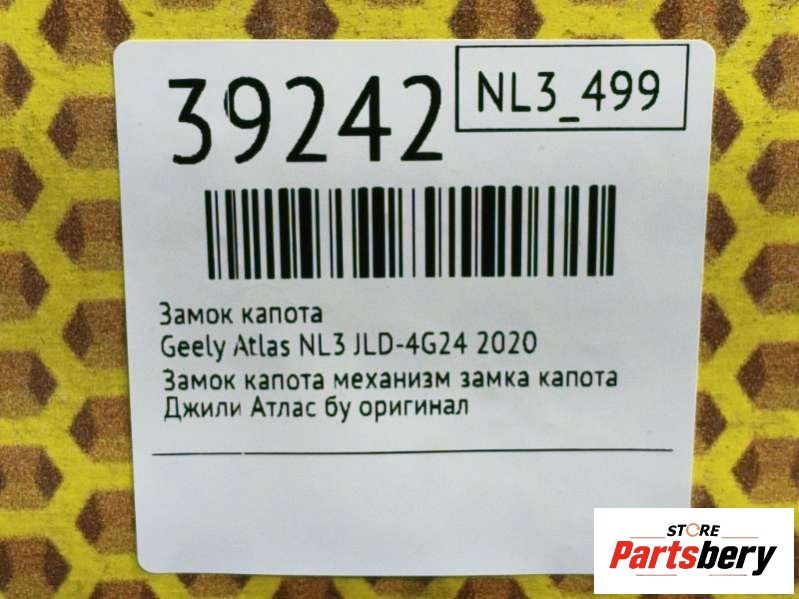 39242
NL3_499
Замок капота
Geely Atlas NL3 JLD-4G24 2020
Замок капота механизм замка капота
Джили Атлас бу оригинал
STORE
Partsbery